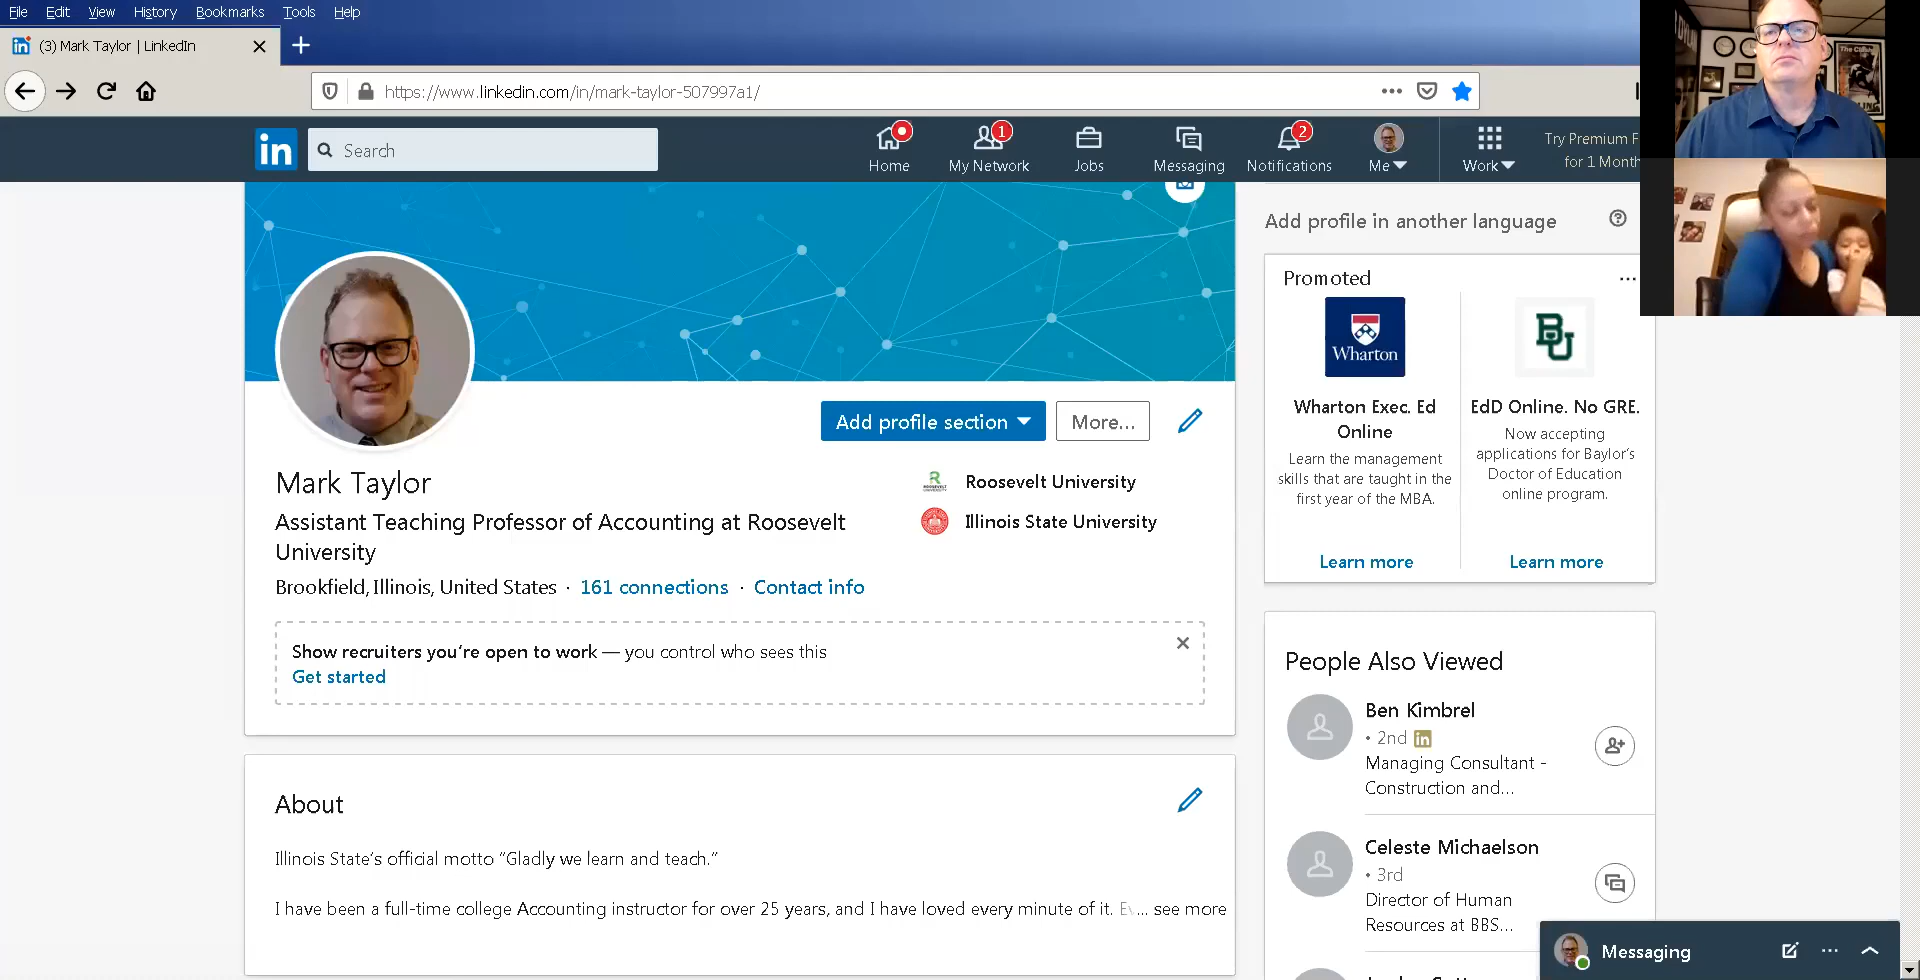 File Edit View History Bookmarks Tools Help
(3) Mark Taylor | LinkedIn
https://www.linkedin.com/in/mark-taylor-507997a1/
in
Search
Home
My Network
1
Jobs
Messaging
Notifications
2
Me
Work
Try Premium F
for 1 Month
Add profile section
More...
Mark Taylor
Assistant Teaching Professor of Accounting at Roosevelt
University
Brookfield, Illinois, United States · 161 connections · Contact info
Roosevelt University
Illinois State University
Show recruiters you're open to work — you control who sees this
Get started
About
Illinois State's official motto "Gladly we learn and teach."
I have been a full-time college Accounting instructor for over 25 years, and I have loved every minute of it. Ev... see more
Add profile in another language
Promoted
Wharton
Wharton Exec. Ed
Online
Learn the management
skills that are taught in the
first year of the MBA.
Learn more
BU
EdD Online. No GRE.
Now accepting
applications for Baylor's
Doctor of Education
online program.
Learn more
People Also Viewed
Ben Kimbrel
• 2nd in
Managing Consultant -
Construction and...
Celeste Michaelson
• 3rd
Director of Human
Resources at BBS...
Messaging